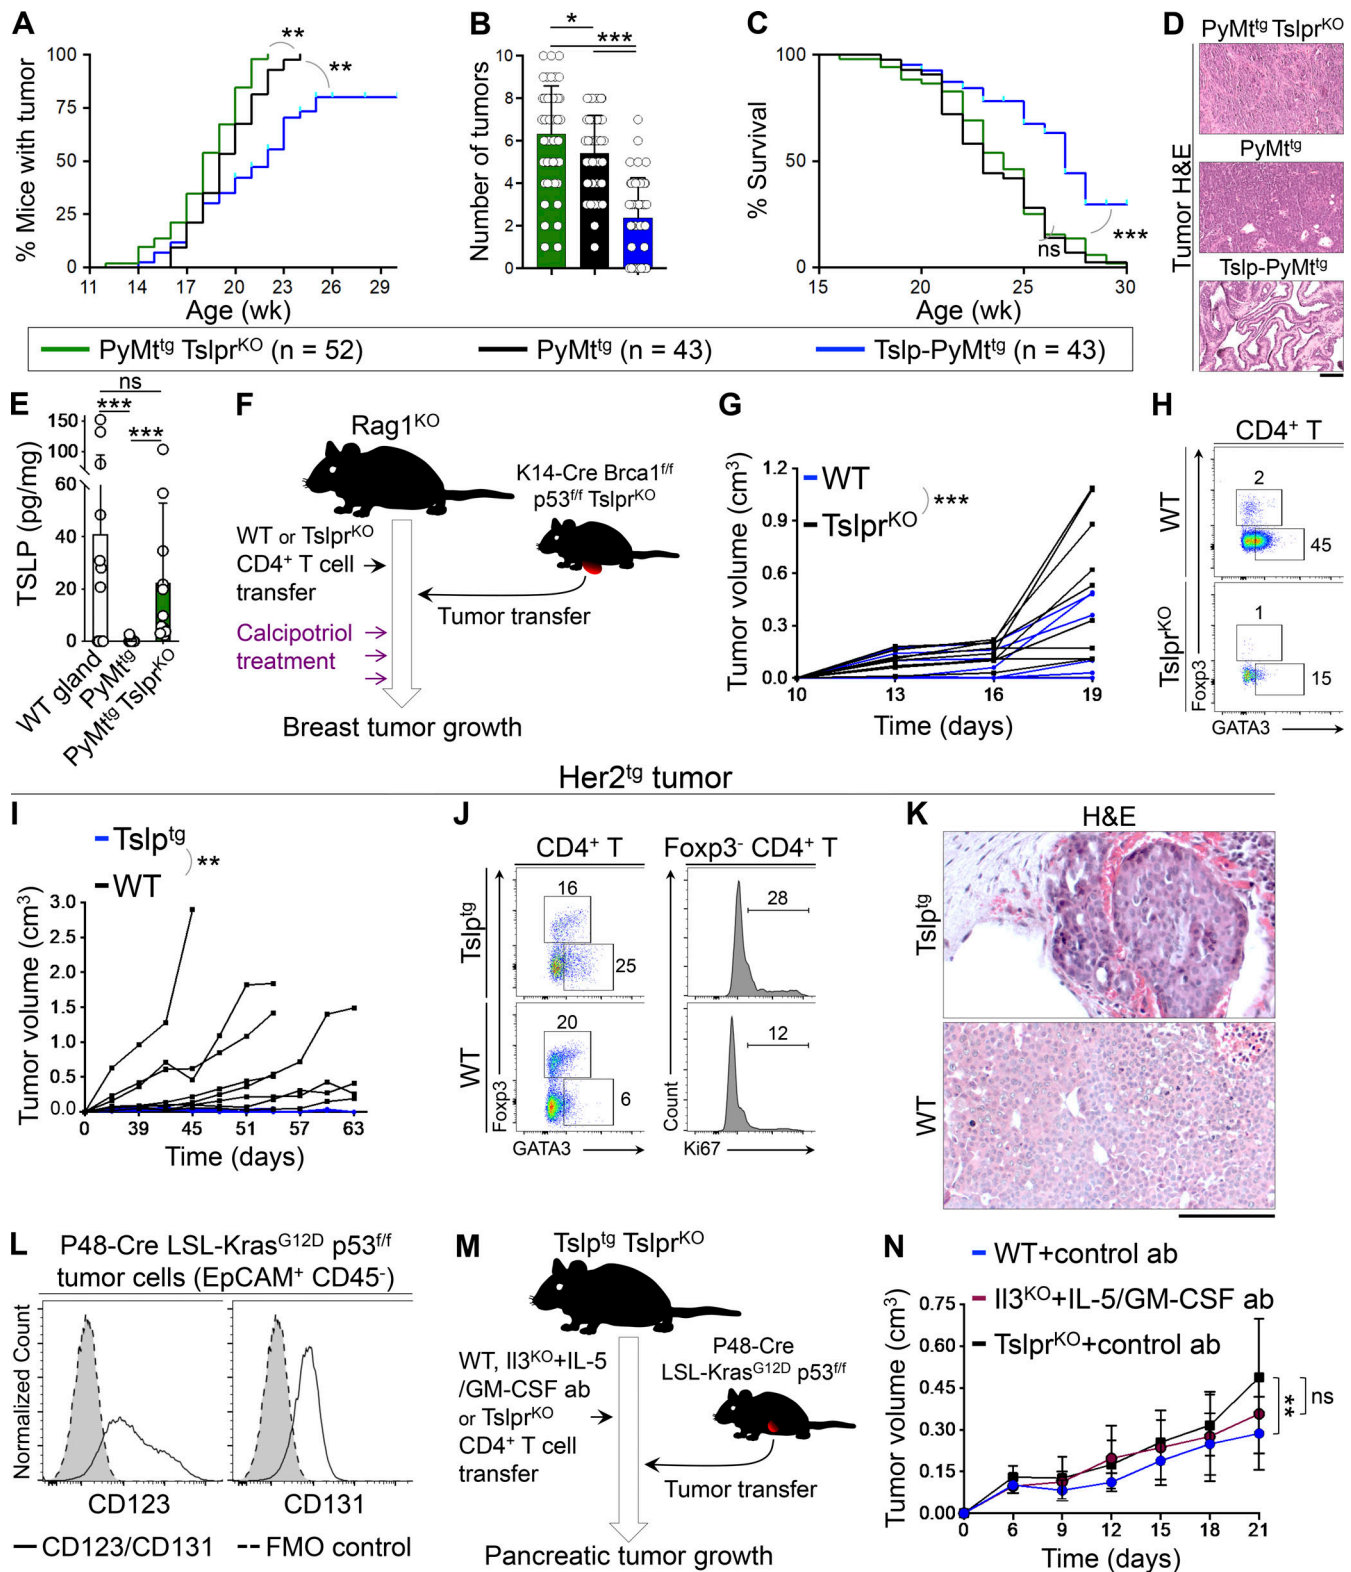 A
% Mice with tumor
100
75
50
25
0
11 14 17 20 23 26 29
Age (wk)
**
**
B
Number of tumors
10
8
6
4
2
0
*
***
C
% Survival
100
50
0
15 20 25 30
Age (wk)
ns
***
D
Tumor H&E
PyMt^tg Tslpr^KO
PyMt^tg
Tslp-PyMt^tg
PyMt^tg Tslpr^KO (n = 52)
PyMt^tg (n = 43)
Tslp-PyMt^tg (n = 43)
E
ns
***
***
TSLP (pg/mg)
150
100
60
40
20
0
WT gland
PyMt^tg
PyMt^tg Tslpr^KO
F
Rag1^KO
K14-Cre Brca1^f/f
p53^f/f Tslpr^KO
WT or Tslpr^KO
CD4⁺ T cell
transfer
Tumor transfer
Calcipotriol
treatment
Breast tumor growth
G
WT
Tslpr^KO
***
Tumor volume (cm³)
1.2
0.9
0.6
0.3
0.0
10 13 16 19
Time (days)
H
CD4⁺ T
WT
2
45
Tslpr^KO
1
15
Foxp3
GATA3
Her2^tg tumor
I
Tslp^tg
**
WT
Tumor volume (cm³)
3.0
2.5
2.0
1.5
1.0
0.5
0.0
0 39 45 51 57 63
Time (days)
J
CD4⁺ T
Foxp3⁻ CD4⁺ T
Tslp^tg
16
25
28
WT
20
6
12
Foxp3
GATA3
Count
Ki67
K
H&E
Tslp^tg
WT
L
P48-Cre LSL-Kras^G12D p53^f/f
tumor cells (EpCAM⁺ CD45⁻)
Normalized Count
CD123
CD131
CD123/CD131
FMO control
M
Tslp^tg Tslpr^KO
P48-Cre
LSL-Kras^G12D p53^f/f
WT, Il3^KO+IL-5
/GM-CSF ab
or Tslpr^KO
CD4⁺ T cell
transfer
Tumor transfer
Pancreatic tumor growth
N
WT+control ab
Il3^KO+IL-5/GM-CSF ab
Tslpr^KO+control ab
Tumor volume (cm³)
0.75
0.60
0.45
0.30
0.15
0.00
0 6 9 12 15 18 21
Time (days)
**
ns